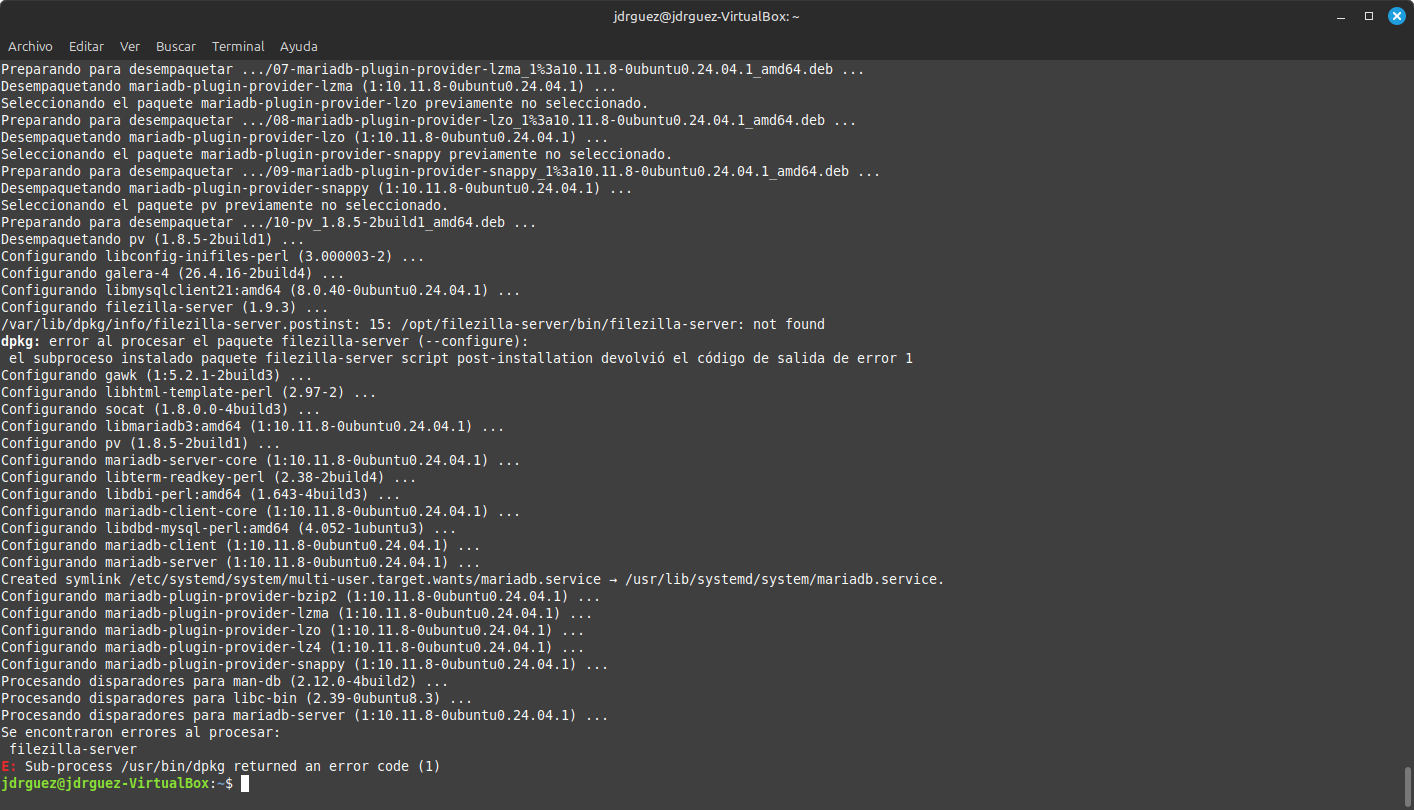 jdrguez@jdrguez-VirtualBox: ~
Archivo Editar Ver Buscar Terminal Ayuda
Preparando para desempaquetar .../07-mariadb-plugin-provider-lzma_1%3a10.11.8-0ubuntu0.24.04.1_amd64.deb ...
Desempaquetando mariadb-plugin-provider-lzma (1:10.11.8-0ubuntu0.24.04.1) ...
Seleccionando el paquete mariadb-plugin-provider-lzo previamente no seleccionado.
Preparando para desempaquetar .../08-mariadb-plugin-provider-lzo_1%3a10.11.8-0ubuntu0.24.04.1_amd64.deb ...
Desempaquetando mariadb-plugin-provider-lzo (1:10.11.8-0ubuntu0.24.04.1) ...
Seleccionando el paquete mariadb-plugin-provider-snappy previamente no seleccionado.
Preparando para desempaquetar .../09-mariadb-plugin-provider-snappy_1%3a10.11.8-0ubuntu0.24.04.1_amd64.deb ...
Desempaquetando mariadb-plugin-provider-snappy (1:10.11.8-0ubuntu0.24.04.1) ...
Seleccionando el paquete pv previamente no seleccionado.
Preparando para desempaquetar .../10-pv_1.8.5-2build1_amd64.deb ...
Desempaquetando pv (1.8.5-2build1) ...
Configurando libconfig-inifiles-perl (3.000003-2) ...
Configurando galera-4 (26.4.16-2build4) ...
Configurando libmysqlclient21:amd64 (8.0.40-0ubuntu0.24.04.1) ...
Configurando filezilla-server (1.9.3) ...
/var/lib/dpkg/info/filezilla-server.postinst: 15: /opt/filezilla-server/bin/filezilla-server: not found
dpkg: error al procesar el paquete filezilla-server (--configure):
 el subproceso instalado paquete filezilla-server script post-installation devolvió el código de salida de error 1
Configurando gawk (1:5.2.1-2build3) ...
Configurando libhtml-template-perl (2.97-2) ...
Configurando socat (1.8.0.0-4build3) ...
Configurando libmariadb3:amd64 (1:10.11.8-0ubuntu0.24.04.1) ...
Configurando pv (1.8.5-2build1) ...
Configurando mariadb-server-core (1:10.11.8-0ubuntu0.24.04.1) ...
Configurando libterm-readkey-perl (2.38-2build4) ...
Configurando libdbi-perl:amd64 (1.643-4build3) ...
Configurando mariadb-client-core (1:10.11.8-0ubuntu0.24.04.1) ...
Configurando libdbd-mysql-perl:amd64 (4.052-1ubuntu3) ...
Configurando mariadb-client (1:10.11.8-0ubuntu0.24.04.1) ...
Configurando mariadb-server (1:10.11.8-0ubuntu0.24.04.1) ...
Created symlink /etc/systemd/system/multi-user.target.wants/mariadb.service → /usr/lib/systemd/system/mariadb.service.
Configurando mariadb-plugin-provider-bzip2 (1:10.11.8-0ubuntu0.24.04.1) ...
Configurando mariadb-plugin-provider-lzma (1:10.11.8-0ubuntu0.24.04.1) ...
Configurando mariadb-plugin-provider-lzo (1:10.11.8-0ubuntu0.24.04.1) ...
Configurando mariadb-plugin-provider-lz4 (1:10.11.8-0ubuntu0.24.04.1) ...
Configurando mariadb-plugin-provider-snappy (1:10.11.8-0ubuntu0.24.04.1) ...
Procesando disparadores para man-db (2.12.0-4build2) ...
Procesando disparadores para libc-bin (2.39-0ubuntu8.3) ...
Procesando disparadores para mariadb-server (1:10.11.8-0ubuntu0.24.04.1) ...
Se encontraron errores al procesar:
 filezilla-server
E: Sub-process /usr/bin/dpkg returned an error code (1)
jdrguez@jdrguez-VirtualBox:~$